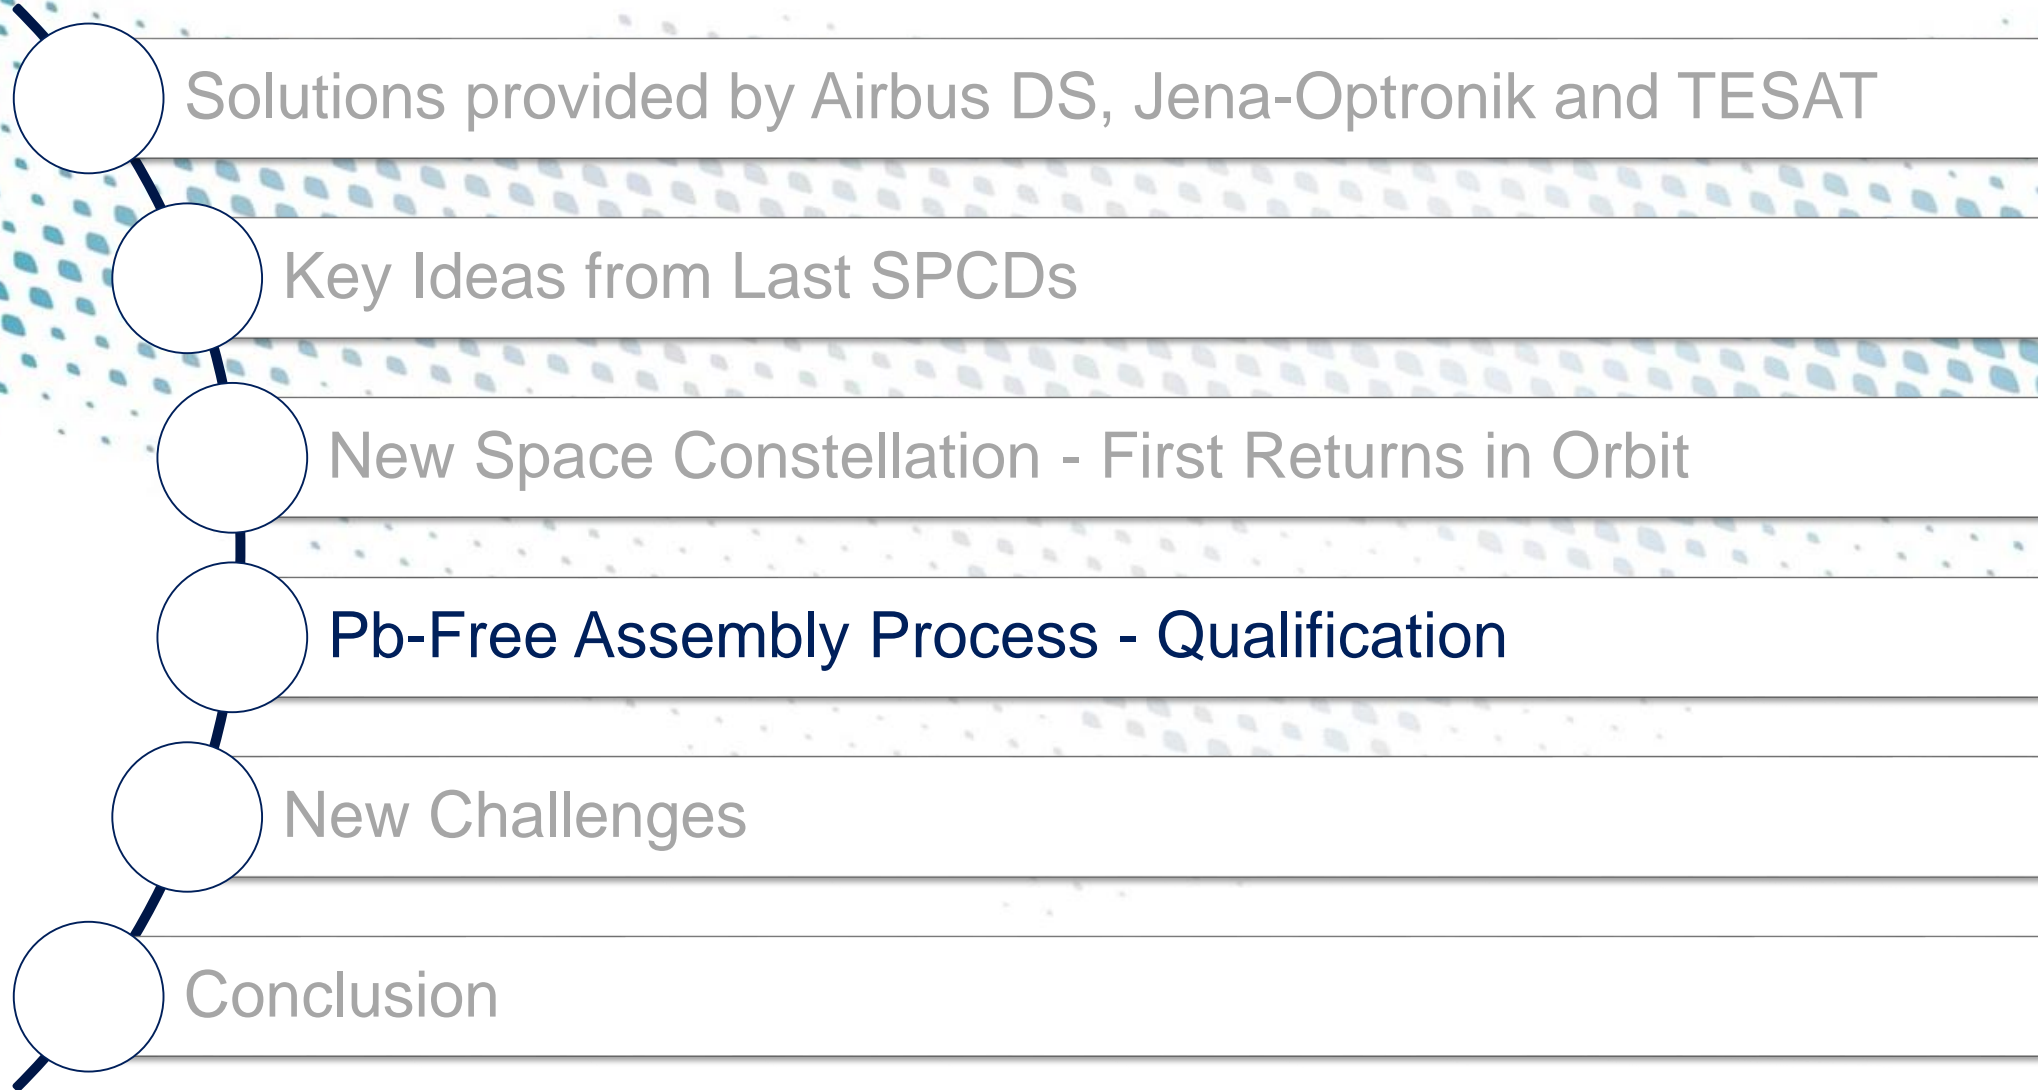 Solutions provided by Airbus DS, Jena-Optronik and TESAT
Key Ideas from Last SPCDs
New Space Constellation - First Returns in Orbit
Pb-Free Assembly Process - Qualification
New Challenges
Conclusion